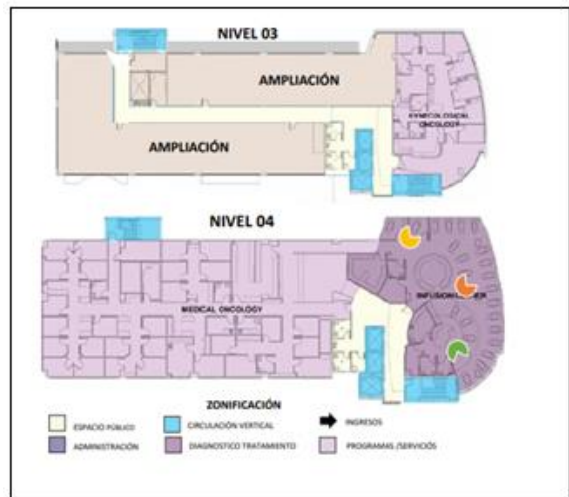 NIVEL 03
AMPLIACIÓN
AMPLIACIÓN
GYNECOLOGICAL
ONCOLOGY
NIVEL 04
MEDICAL ONCOLOGY
INFUSION
ZONIFICACIÓN
ESPACIO PÚBLICO
CIRCULACIÓN VERTICAL
INGRESOS
ADMINISTRACIÓN
DIAGNOSTICO TRATAMIENTO
PROGRAMAS /SERVICIOS